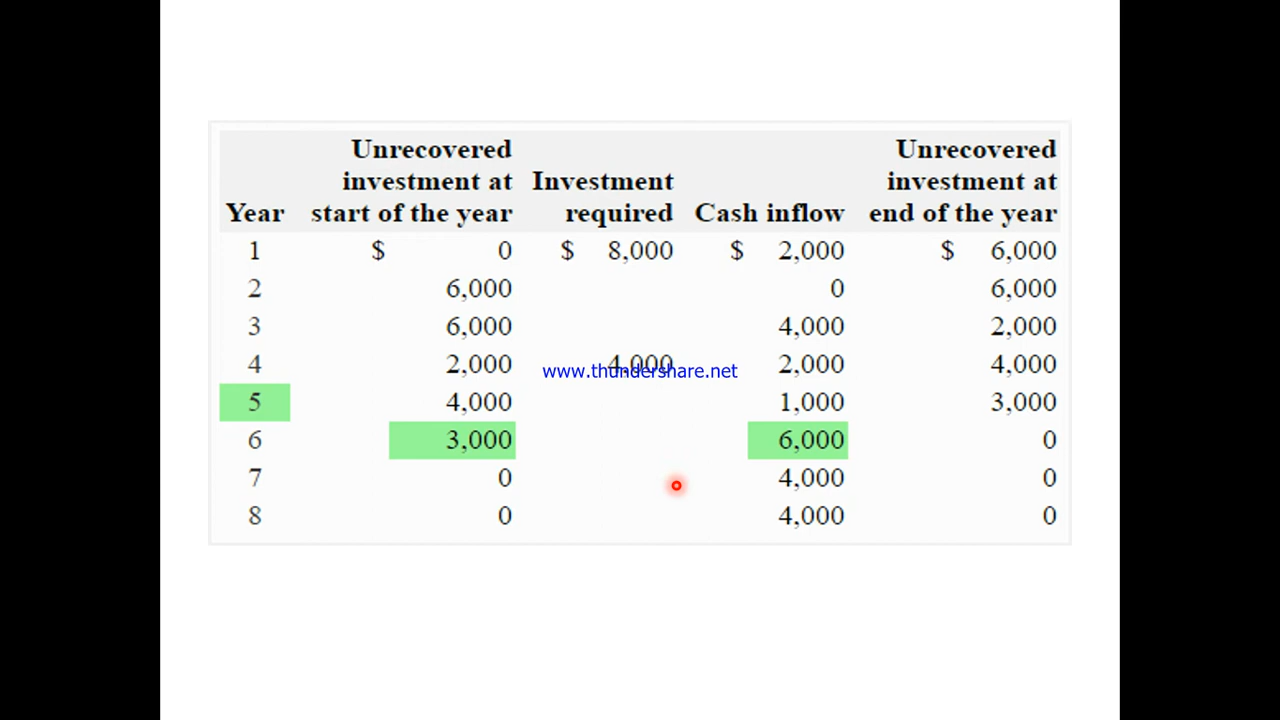 Year Unrecovered investment at start of the year Investment required Cash inflow Unrecovered investment at end of the year
1 $ 0 $ 8,000 $ 2,000 $ 6,000
2 6,000 0 6,000
3 6,000 4,000 2,000
4 2,000 4,000 2,000 4,000
www.thundershare.net
5 4,000 1,000 3,000
6 3,000 6,000 0
7 0 4,000 0
8 0 4,000 0